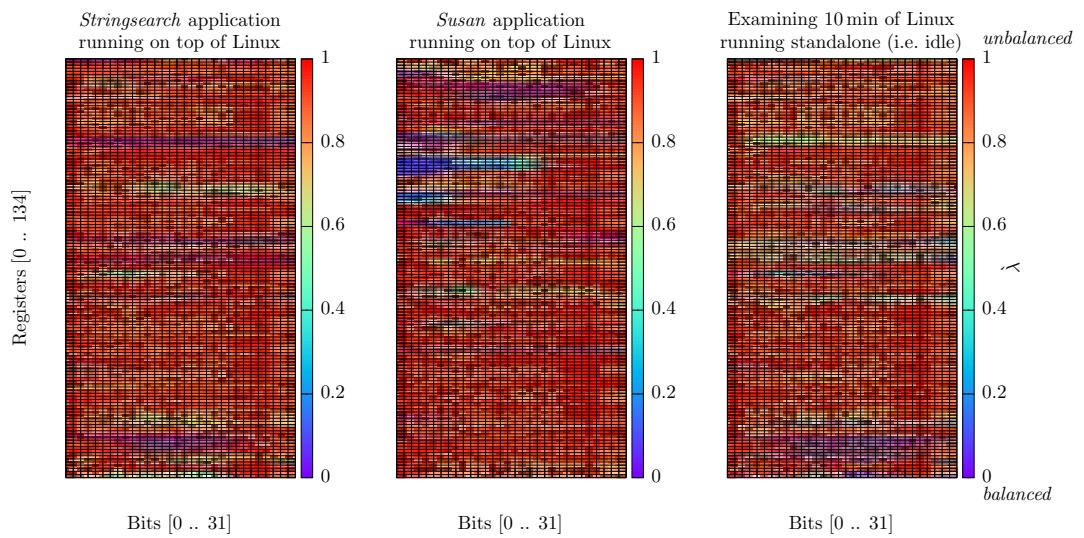 Stringsearch application
running on top of Linux
Susan application
running on top of Linux
Examining 10 min of Linux
running standalone (i.e. idle)
unbalanced
1
0.8
0.6
0.4
0.2
0
1
0.8
0.6
0.4
0.2
0
1
0.8
0.6
0.4
0.2
0
Registers [0 .. 134]
λ̂
balanced
Bits [0 .. 31]
Bits [0 .. 31]
Bits [0 .. 31]